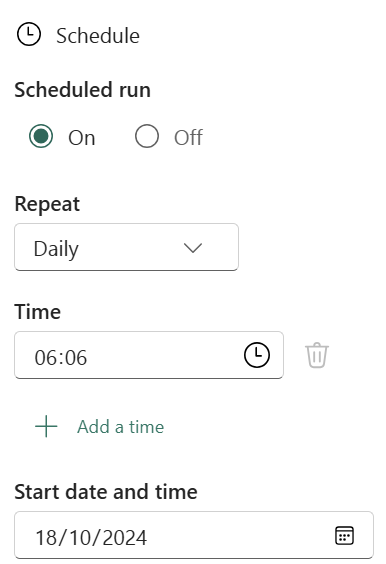 Schedule
Scheduled run
On Off
Repeat
Daily
Time
06:06
Add a time
Start date and time
18/10/2024